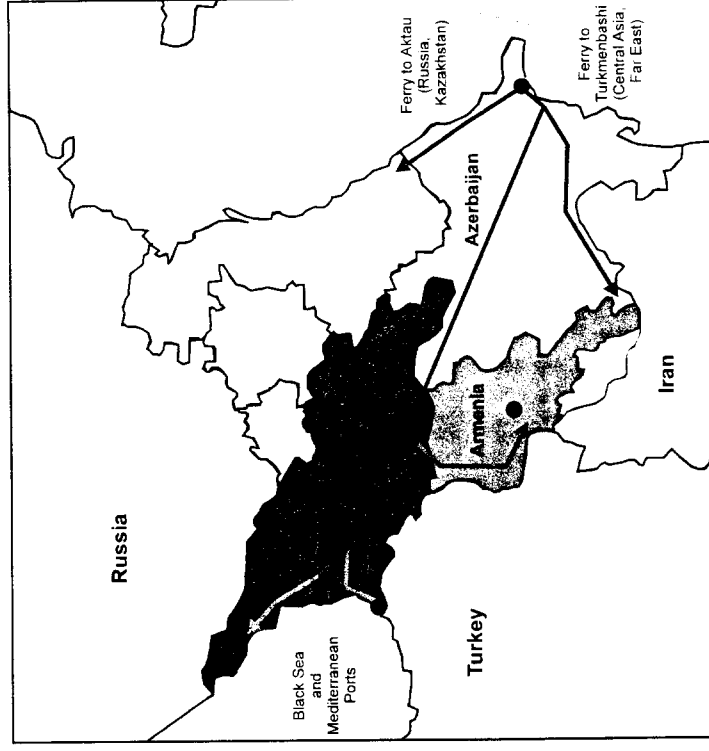 Russia
Black Sea
and
Mediterranean
Ports
Turkey
Armenia
Azerbaijan
Iran
Ferry to Aktau
(Russia,
Kazakhstan)
Ferry to
Turkmenbashi
(Central Asia,
Far East)